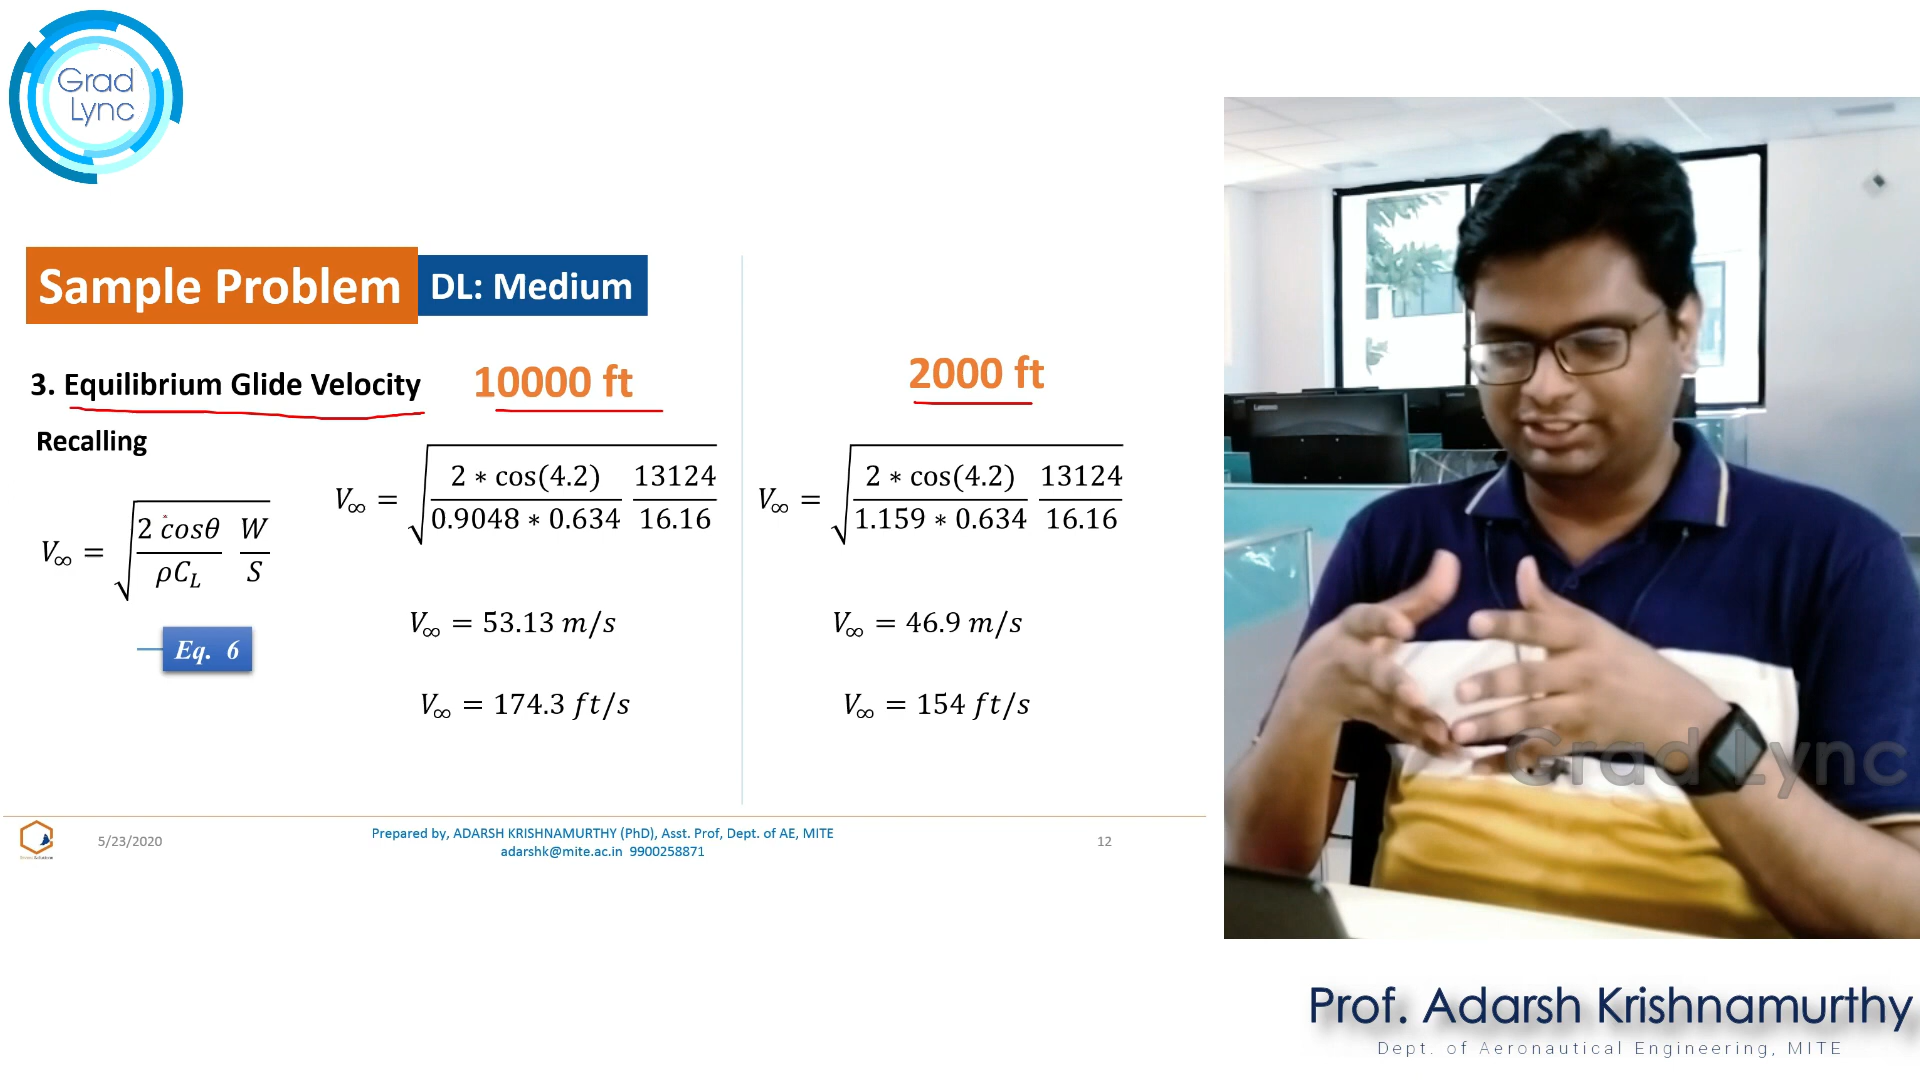 Grad
Lync
Sample Problem
DL: Medium
3. Equilibrium Glide Velocity
10000 ft
2000 ft
Recalling
V∞ = √((2 cosθ)/(ρC_L) W/S)
V∞ = √((2 ∗ cos(4.2))/(0.9048 ∗ 0.634) 13124/16.16)
V∞ = √((2 ∗ cos(4.2))/(1.159 ∗ 0.634) 13124/16.16)
Eq. 6
V∞ = 53.13 m/s
V∞ = 46.9 m/s
V∞ = 174.3 ft/s
V∞ = 154 ft/s
5/23/2020
Prepared by, ADARSH KRISHNAMURTHY (PhD), Asst. Prof, Dept. of AE, MITE
adarshk@mite.ac.in 9900258871
12
Lenovo
Grad Lync
Prof. Adarsh Krishnamurthy
Dept. of Aeronautical Engineering, MITE